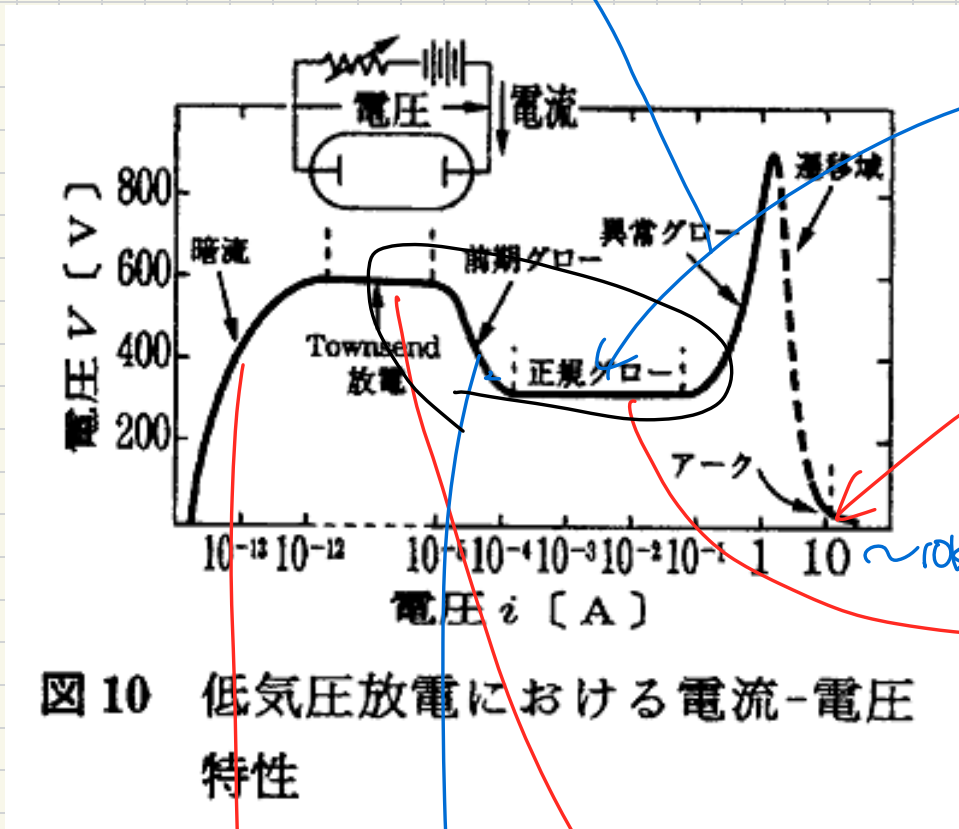 電圧
電流
遷移域
800
暗流
前期グロー
異常グロー
600
Townsend
放電
400
正規グロー
200
アーク
電圧 V 〔V〕
10⁻¹³ 10⁻¹² 10⁻⁵ 10⁻⁴ 10⁻³ 10⁻² 10⁻¹ 1 10
電圧 i 〔A〕
図10 低気圧放電における電流-電圧
特性